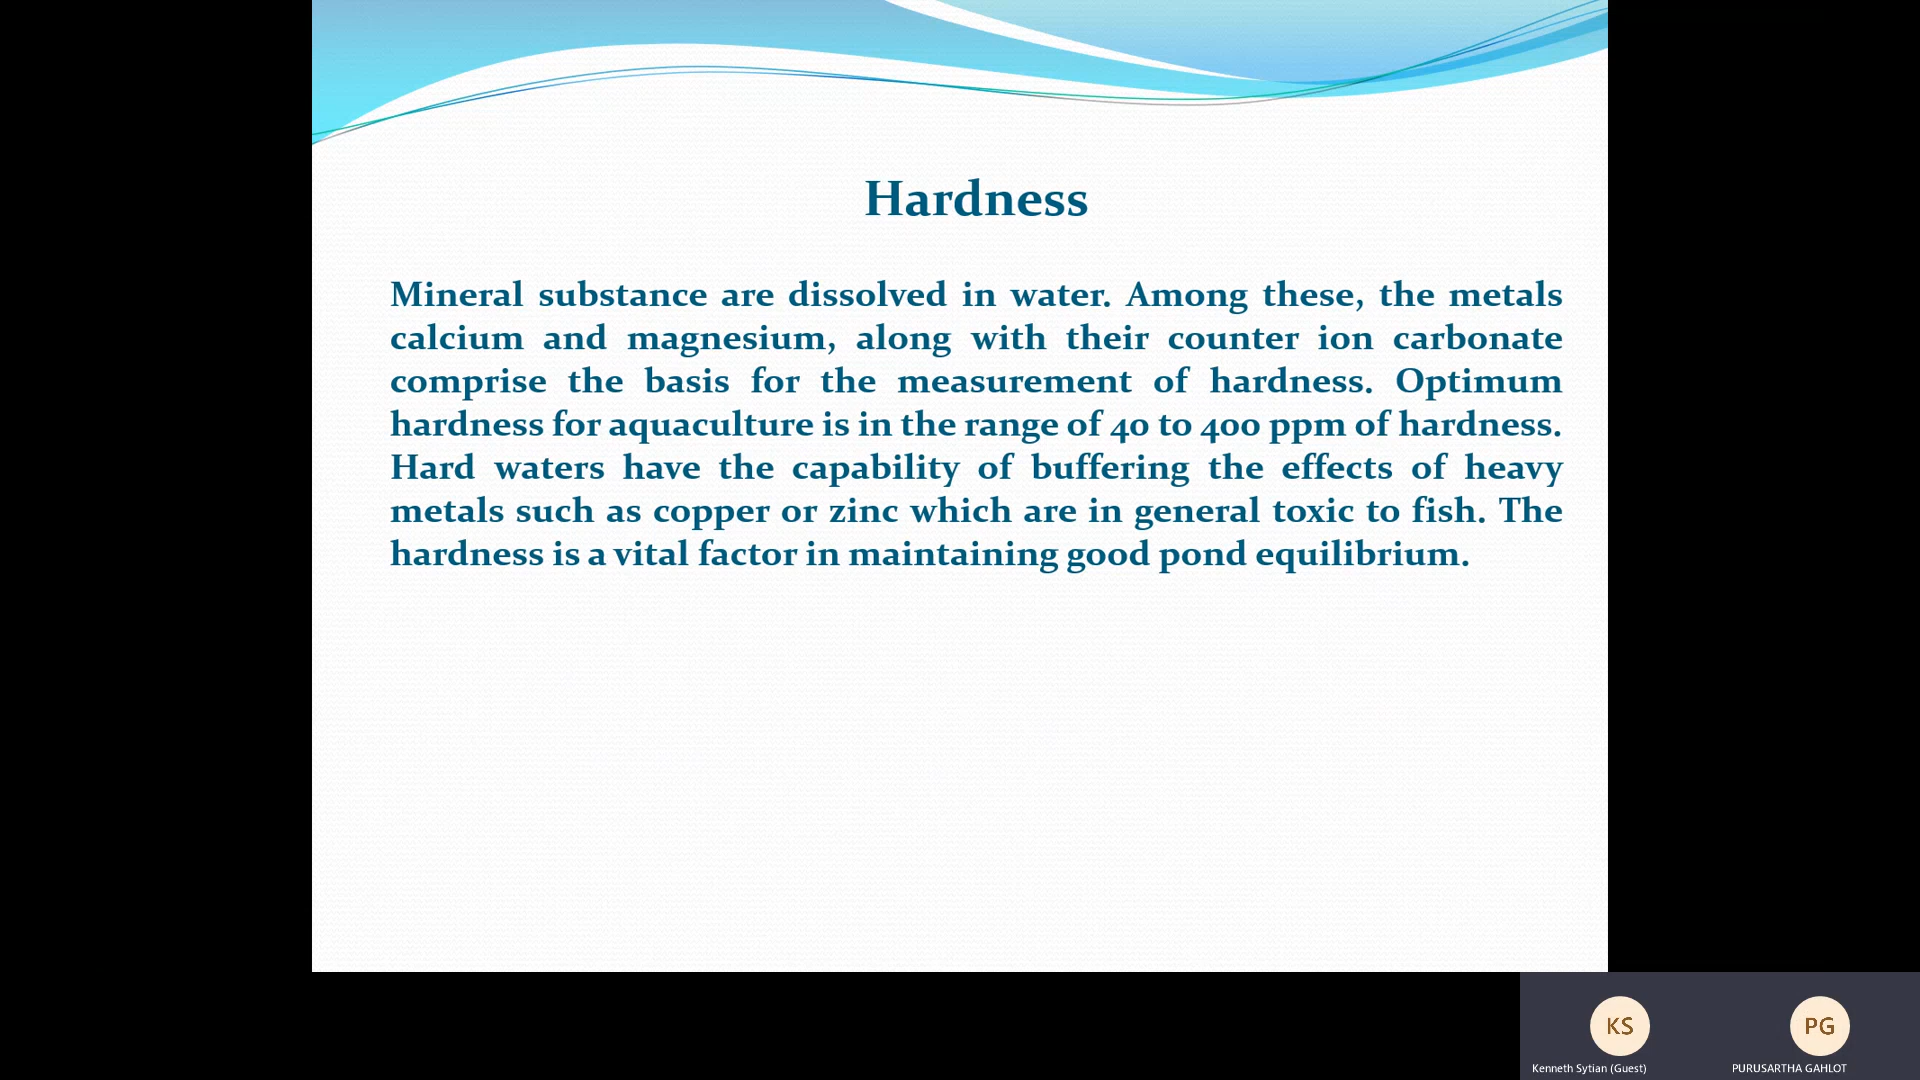 Hardness
Mineral substance are dissolved in water. Among these, the metals
calcium and magnesium, along with their counter ion carbonate
comprise the basis for the measurement of hardness. Optimum
hardness for aquaculture is in the range of 40 to 400 ppm of hardness.
Hard waters have the capability of buffering the effects of heavy
metals such as copper or zinc which are in general toxic to fish. The
hardness is a vital factor in maintaining good pond equilibrium.
KS
PG
Kenneth Sytian (Guest)
PURUSARTHA GAHLOT